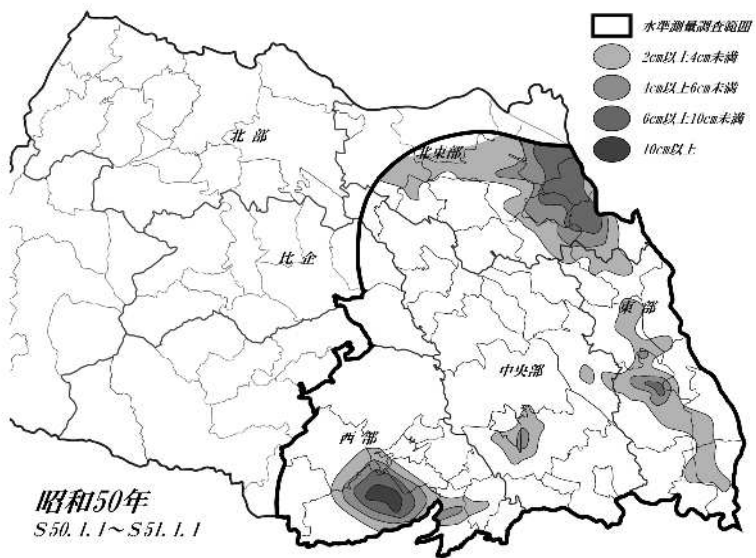 水準測量調査範囲
2cm以上4cm未満
4cm以上6cm未満
6cm以上10cm未満
10cm以上
北部
北東部
比企
東部
中央部
西部
昭和50年
S50.1.1～S51.1.1